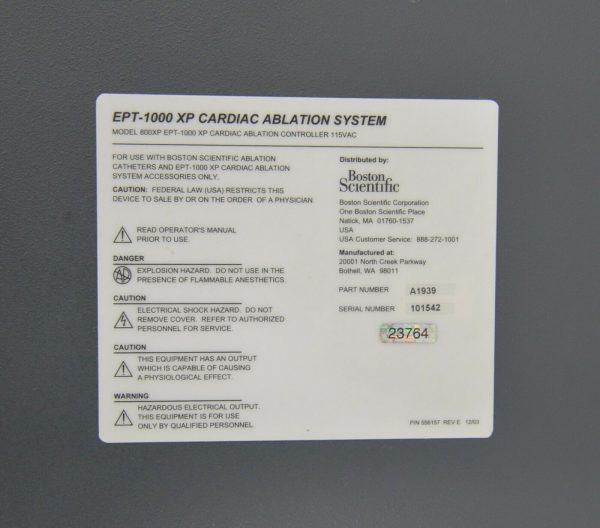 EPT-1000 XP CARDIAC ABLATION SYSTEM
MODEL 800XP EPT-1000 XP CARDIAC ABLATION CONTROLLER 115VAC
FOR USE WITH BOSTON SCIENTIFIC ABLATION
CATHETERS AND EPT-1000 XP CARDIAC ABLATION
SYSTEM ACCESSORIES ONLY.
CAUTION: FEDERAL LAW (USA) RESTRICTS THIS
DEVICE TO SALE BY OR ON THE ORDER OF A PHYSICIAN.
READ OPERATOR'S MANUAL
PRIOR TO USE.
DANGER
EXPLOSION HAZARD. DO NOT USE IN THE
PRESENCE OF FLAMMABLE ANESTHETICS.
CAUTION
ELECTRICAL SHOCK HAZARD. DO NOT
REMOVE COVER. REFER TO AUTHORIZED
PERSONNEL FOR SERVICE.
CAUTION
THIS EQUIPMENT HAS AN OUTPUT
WHICH IS CAPABLE OF CAUSING
A PHYSIOLOGICAL EFFECT.
WARNING
HAZARDOUS ELECTRICAL OUTPUT.
THIS EQUIPMENT IS FOR USE
ONLY BY QUALIFIED PERSONNEL.
Distributed by:
Boston
Scientific
Boston Scientific Corporation
One Boston Scientific Place
Natick, MA 01760-1537
USA
USA Customer Service: 888-272-1001
Manufactured at:
20001 North Creek Parkway
Bothell, WA 98011
PART NUMBER A1939
SERIAL NUMBER 101542
23764
P/N 556157 REV E 12/03